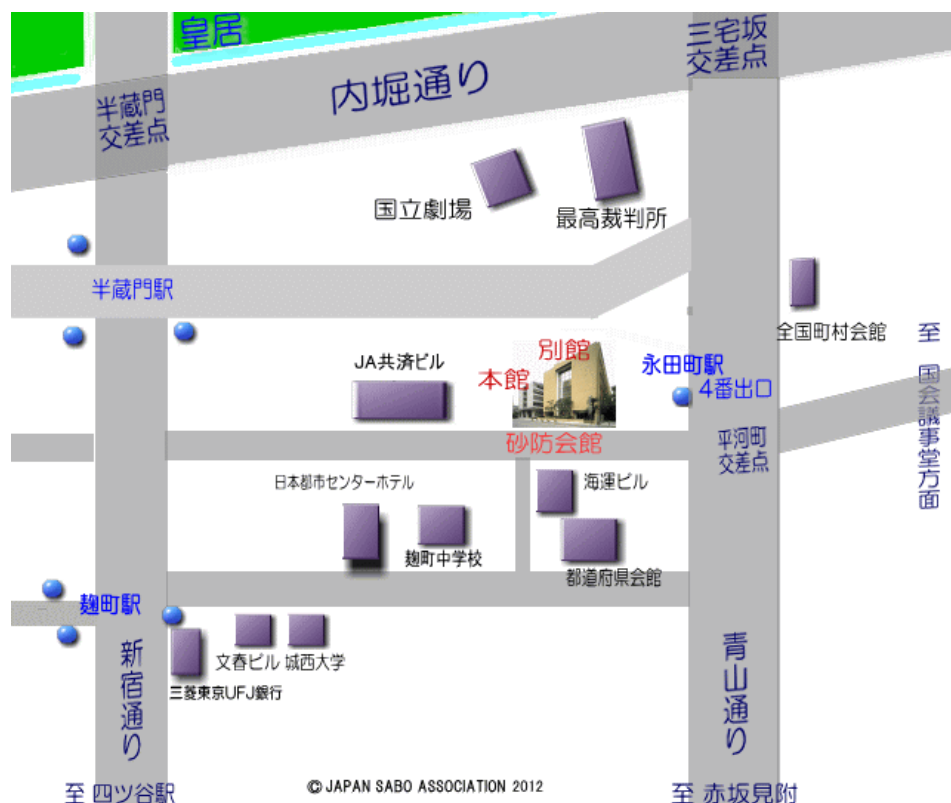 皇居
三宅坂
交差点
内堀通り
半蔵門
交差点
国立劇場
最高裁判所
半蔵門駅
全国町村会館
至 国会議事堂方面
別館
本館
永田町駅
4番出口
JA共済ビル
砂防会館
平河町
交差点
日本都市センターホテル
海運ビル
麹町中学校
都道府県会館
麹町駅
新宿通り
文春ビル
城西大学
三菱東京UFJ銀行
青山通り
至 四ツ谷駅
© JAPAN SABO ASSOCIATION 2012
至 赤坂見附